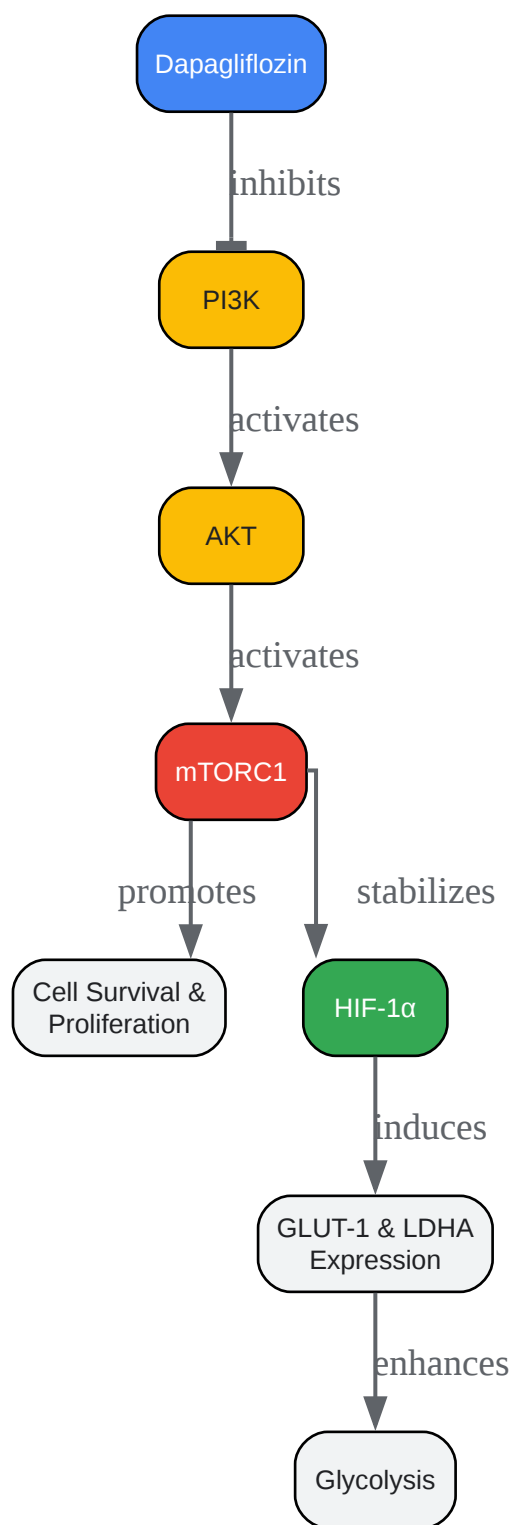 Dapagliflozin
inhibits
PI3K
activates
AKT
activates
mTORC1
promotes
stabilizes
Cell Survival &
Proliferation
HIF-1α
induces
GLUT-1 & LDHA
Expression
enhances
Glycolysis